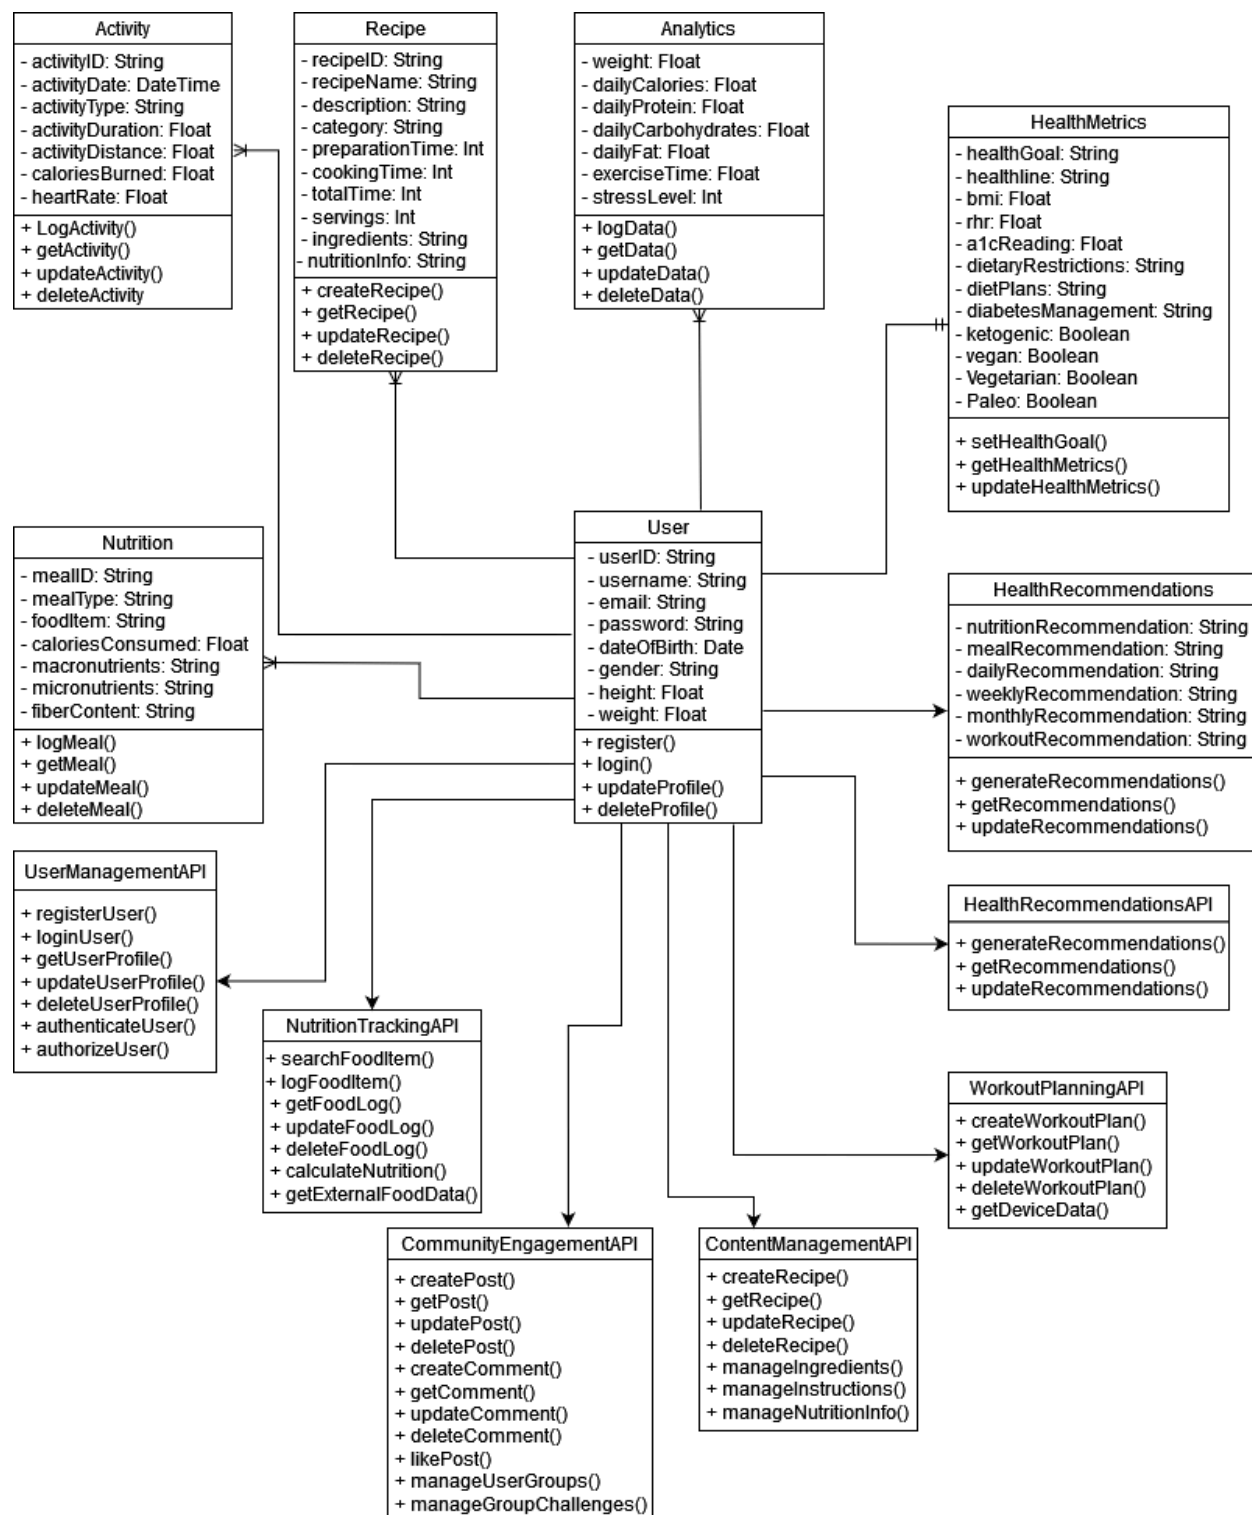 Activity
- activityID: String
- activityDate: DateTime
- activityType: String
- activityDuration: Float
- activityDistance: Float
- caloriesBurned: Float
- heartRate: Float
+ LogActivity()
+ getActivity()
+ updateActivity()
+ deleteActivity
Recipe
- recipeID: String
- recipeName: String
- description: String
- category: String
- preparationTime: Int
- cookingTime: Int
- totalTime: Int
- servings: Int
- ingredients: String
- nutritionInfo: String
+ createRecipe()
+ getRecipe()
+ updateRecipe()
+ deleteRecipe()
Analytics
- weight: Float
- dailyCalories: Float
- dailyProtein: Float
- dailyCarbohydrates: Float
- dailyFat: Float
- exerciseTime: Float
- stressLevel: Int
+ logData()
+ getData()
+ updateData()
+ deleteData()
HealthMetrics
- healthGoal: String
- healthline: String
- bmi: Float
- rhr: Float
- a1cReading: Float
- dietaryRestrictions: String
- dietPlans: String
- diabetesManagement: String
- ketogenic: Boolean
- vegan: Boolean
- Vegetarian: Boolean
- Paleo: Boolean
+ setHealthGoal()
+ getHealthMetrics()
+ updateHealthMetrics()
Nutrition
- mealID: String
- mealType: String
- foodItem: String
- caloriesConsumed: Float
- macronutrients: String
- micronutrients: String
- fiberContent: String
+ logMeal()
+ getMeal()
+ updateMeal()
+ deleteMeal()
User
- userID: String
- username: String
- email: String
- password: String
- dateOfBirth: Date
- gender: String
- height: Float
- weight: Float
+ register()
+ login()
+ updateProfile()
+ deleteProfile()
HealthRecommendations
- nutritionRecommendation: String
- mealRecommendation: String
- dailyRecommendation: String
- weeklyRecommendation: String
- monthlyRecommendation: String
- workoutRecommendation: String
+ generateRecommendations()
+ getRecommendations()
+ updateRecommendations()
UserManagementAPI
+ registerUser()
+ loginUser()
+ getUserProfile()
+ updateUserProfile()
+ deleteUserProfile()
+ authenticateUser()
+ authorizeUser()
HealthRecommendationsAPI
+ generateRecommendations()
+ getRecommendations()
+ updateRecommendations()
NutritionTrackingAPI
+ searchFoodItem()
+ logFoodItem()
+ getFoodLog()
+ updateFoodLog()
+ deleteFoodLog()
+ calculateNutrition()
+ getExternalFoodData()
WorkoutPlanningAPI
+ createWorkoutPlan()
+ getWorkoutPlan()
+ updateWorkoutPlan()
+ deleteWorkoutPlan()
+ getDeviceData()
CommunityEngagementAPI
+ createPost()
+ getPost()
+ updatePost()
+ deletePost()
+ createComment()
+ getComment()
+ updateComment()
+ deleteComment()
+ likePost()
+ manageUserGroups()
+ manageGroupChallenges()
ContentManagementAPI
+ createRecipe()
+ getRecipe()
+ updateRecipe()
+ deleteRecipe()
+ manageIngredients()
+ manageInstructions()
+ manageNutritionInfo()